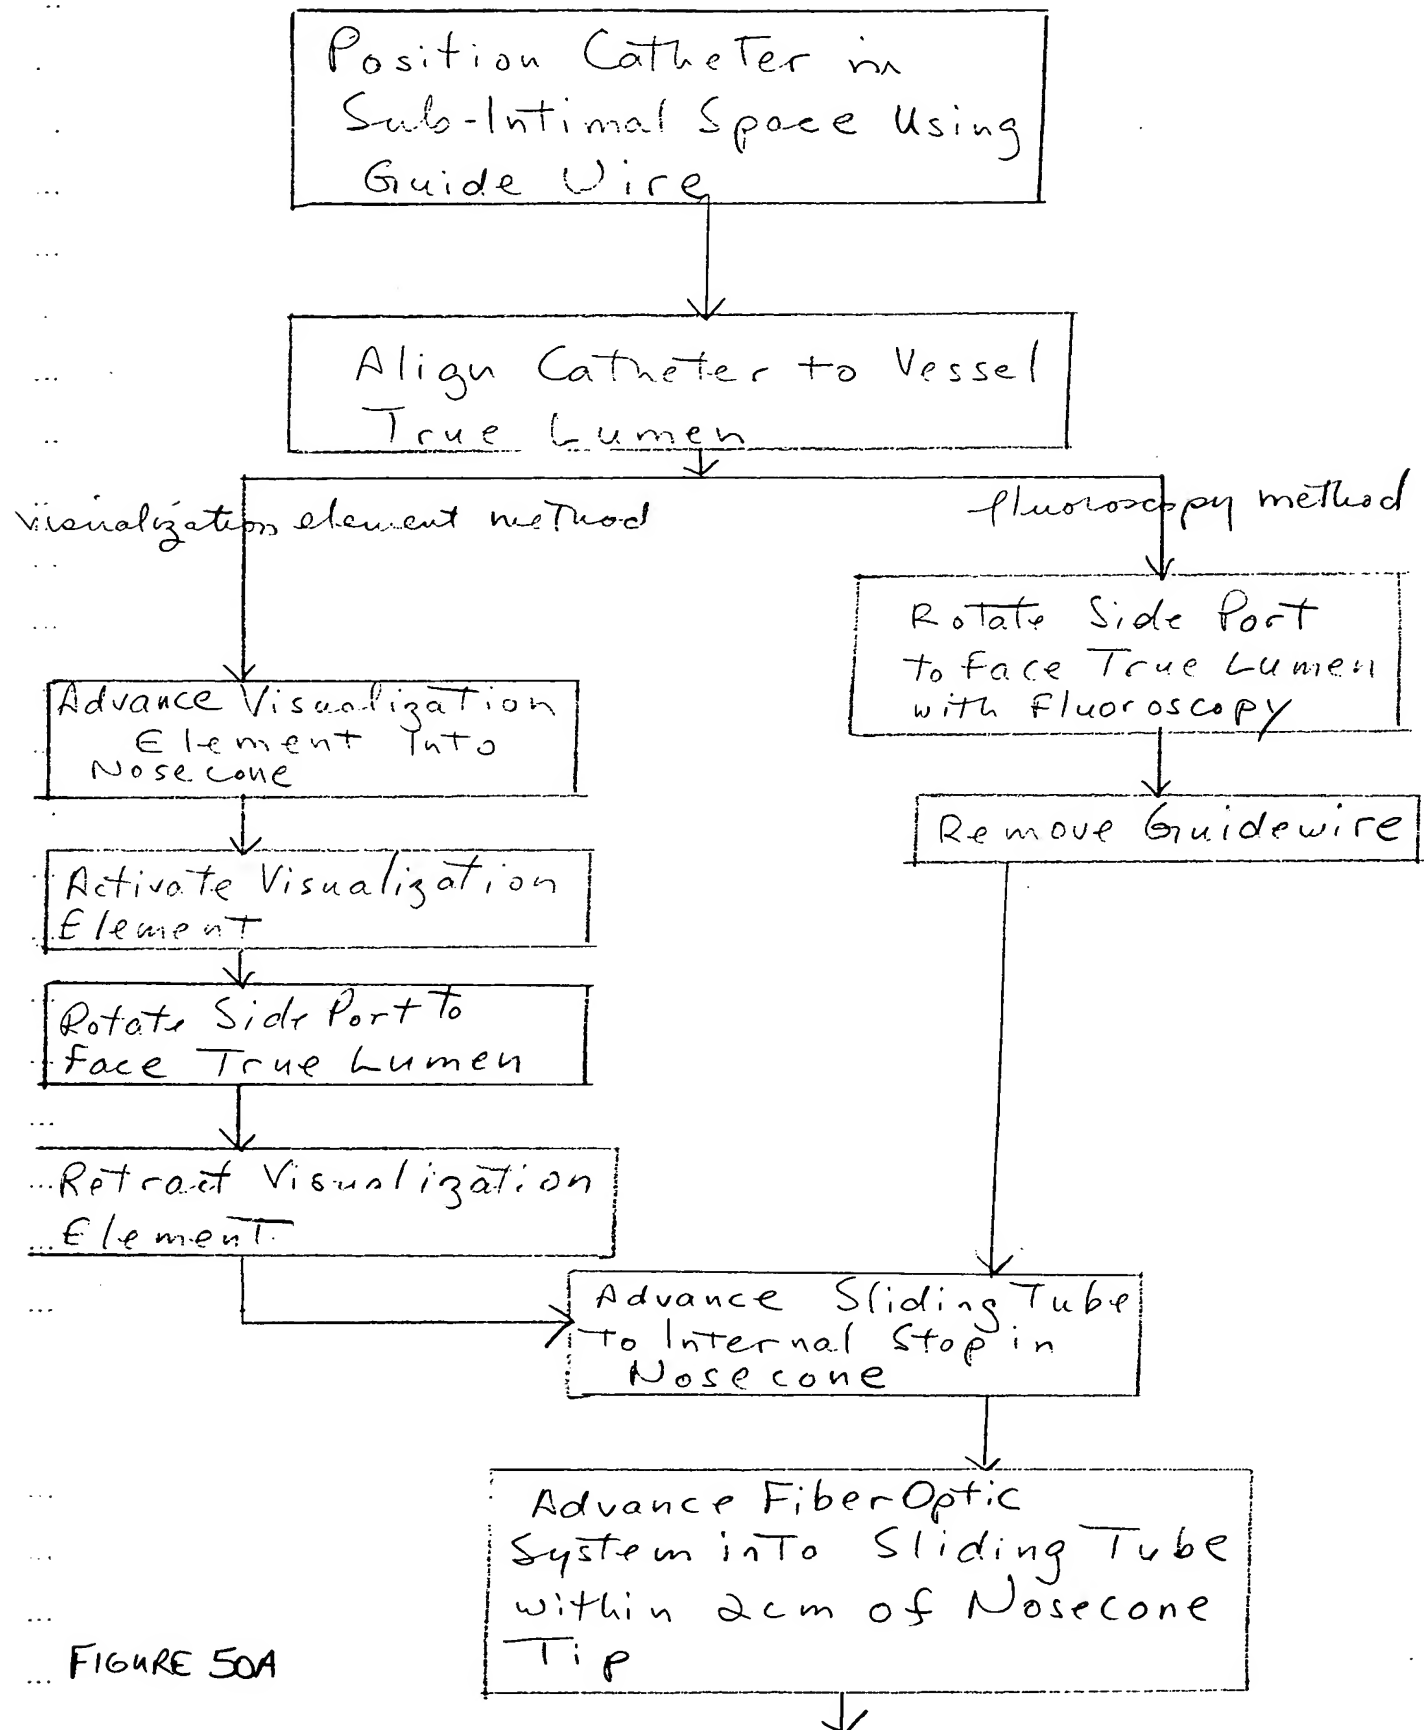 Position Catheter in
Sub-Intimal Space Using
Guide Wire
Align Catheter to Vessel
True Lumen
visualization element method
fluoroscopy method
Rotate Side Port
to Face True Lumen
with Fluoroscopy
Remove Guidewire
Advance Visualization
Element into
Nosecone
Activate Visualization
Element
Rotate Side Port To
Face True Lumen
Retract Visualization
Element
Advance Sliding Tube
To Internal Stop in
Nosecone
Advance Fiber Optic
System into Sliding Tube
within 2cm of Nosecone
Tip
FIGURE 50A